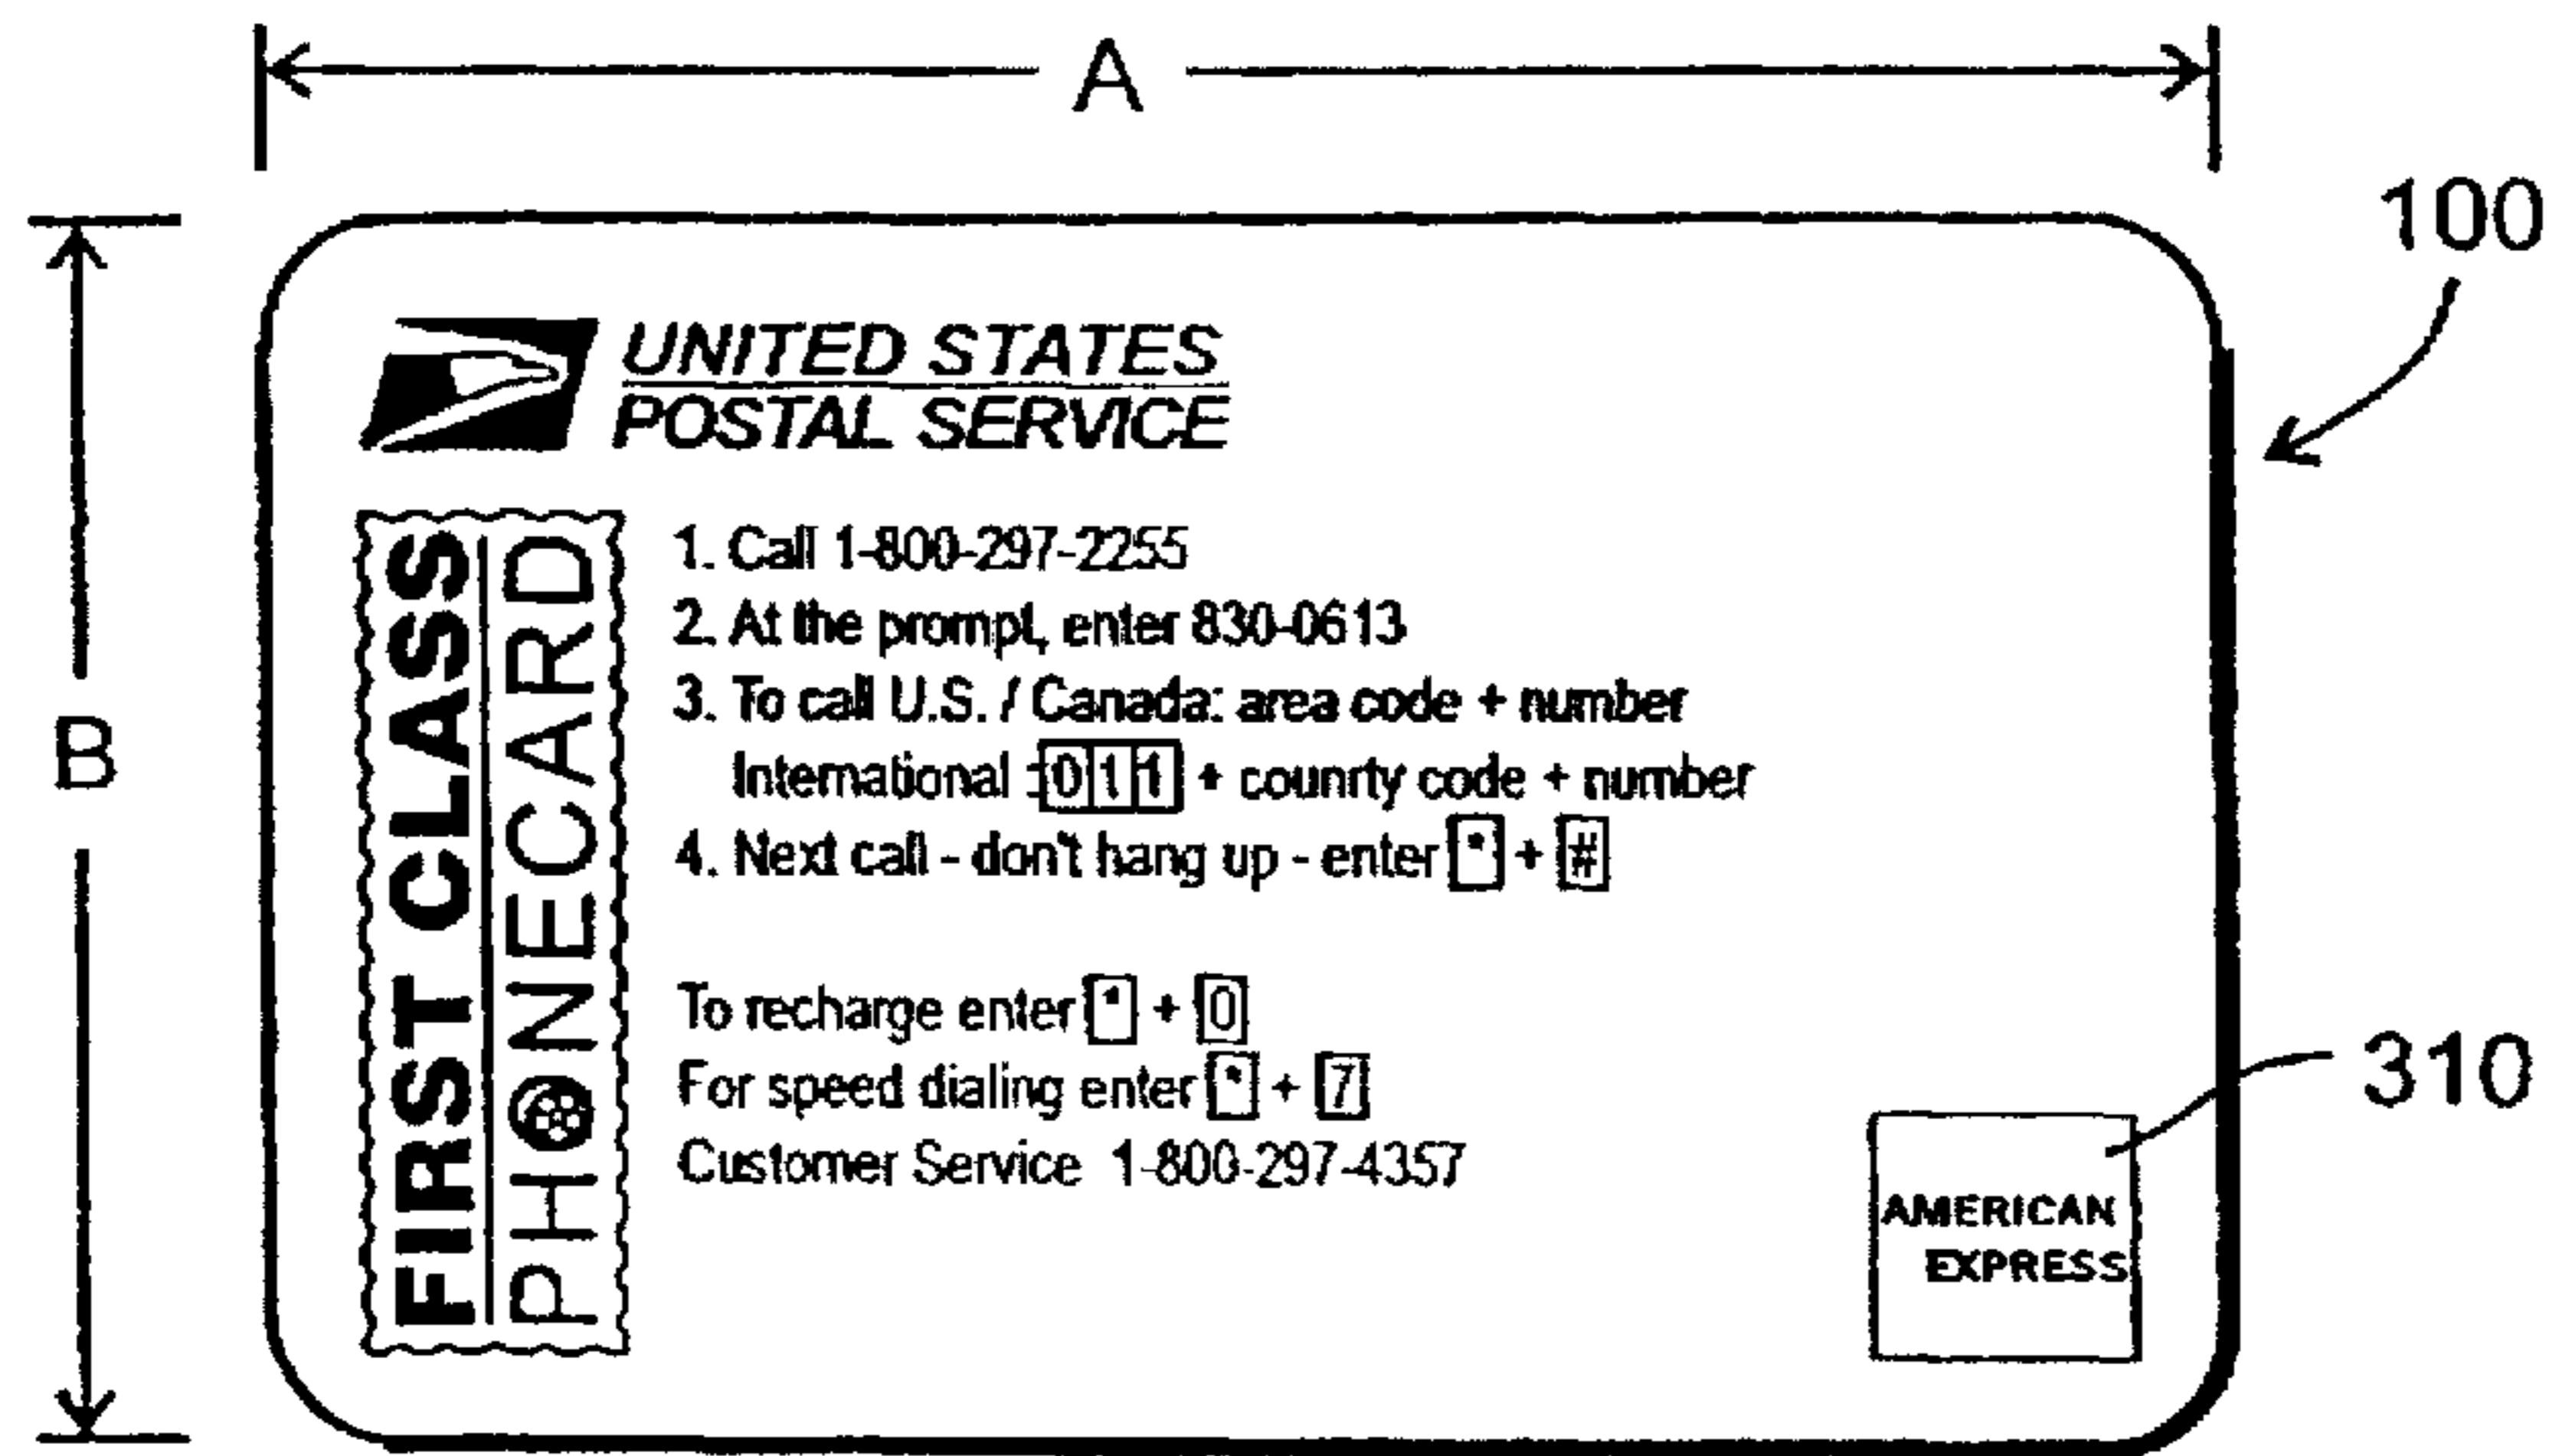 A
100
B
UNITED STATES
POSTAL SERVICE
FIRST CLASS
PHONECARD
1. Call 1-800-297-2255
2. At the prompt, enter 830-0613
3. To call U.S. / Canada: area code + number
International : 011 + counrty code + number
4. Next call - don't hang up - enter * + #
To recharge enter * + 0
For speed dialing enter * + 7
Customer Service 1-800-297-4357
310
AMERICAN
EXPRESS